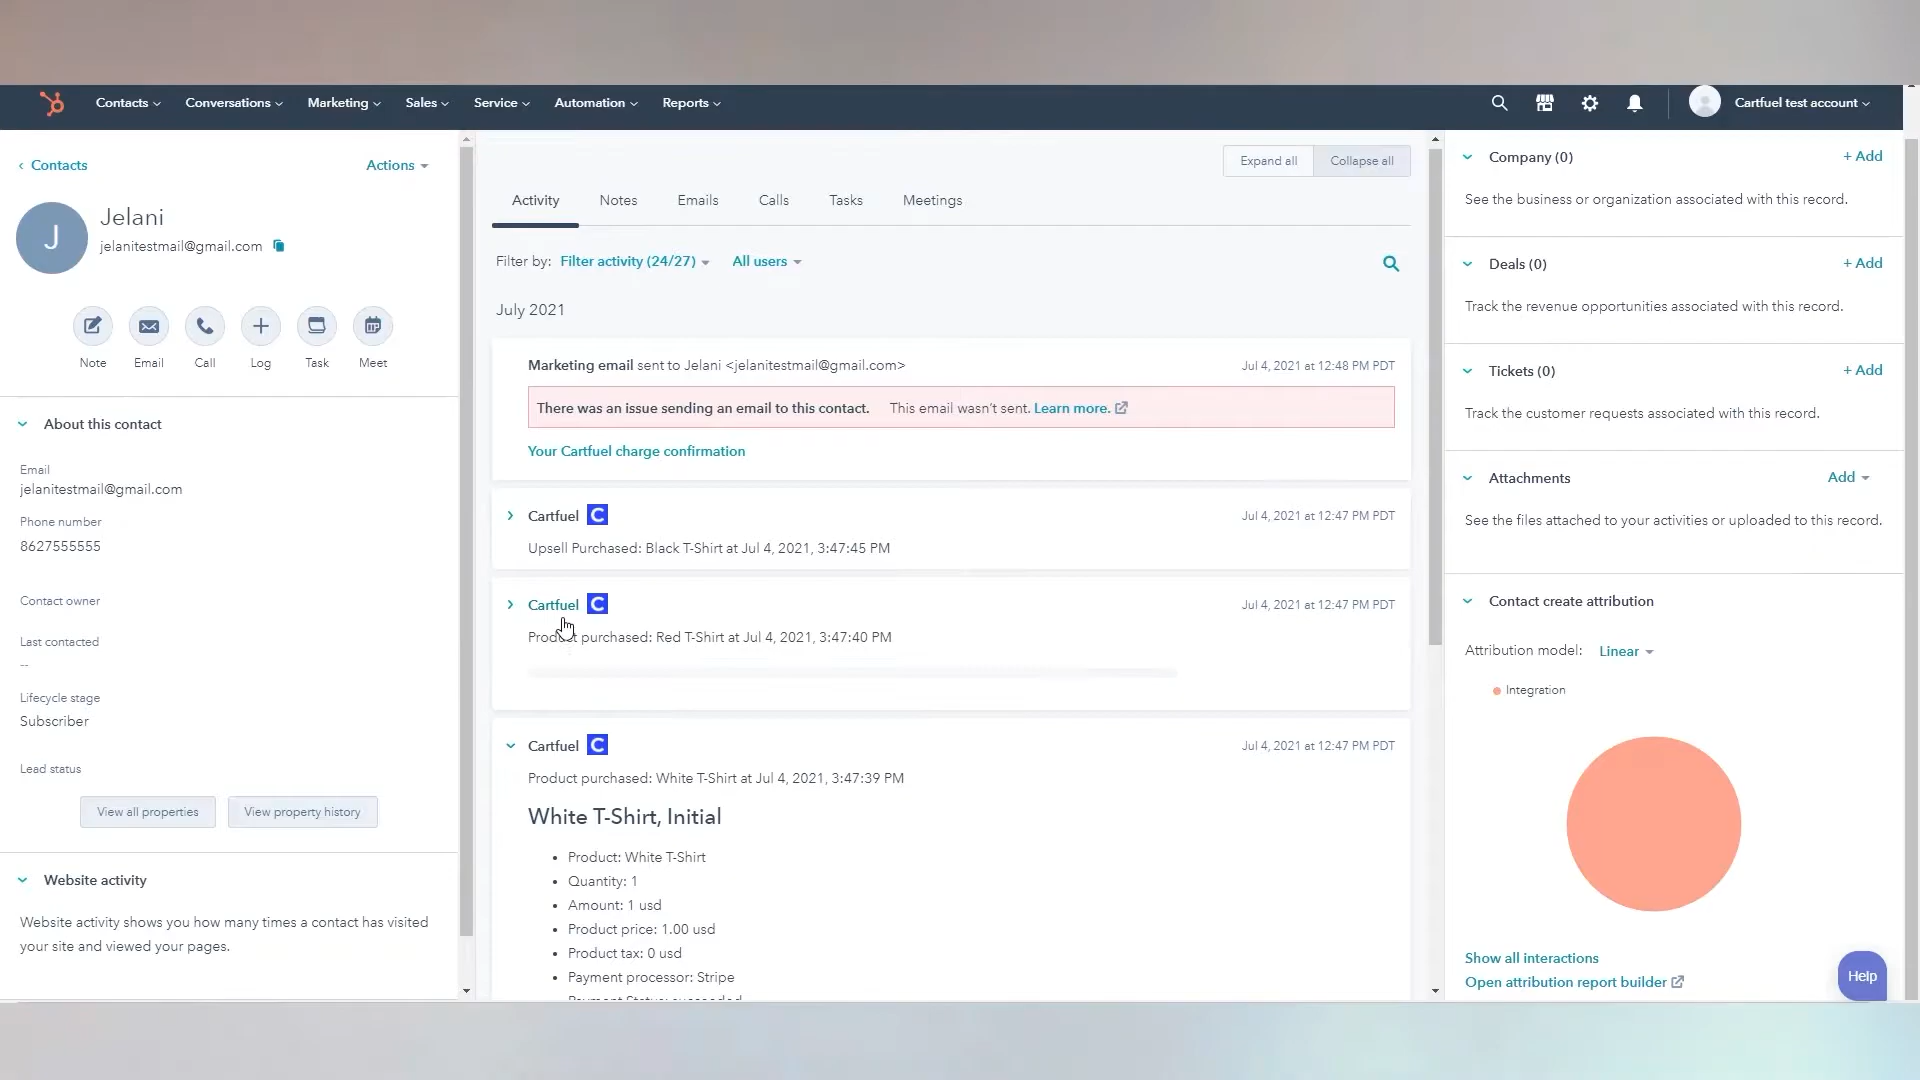 Contacts
Conversations
Marketing
Sales
Service
Automation
Reports
Cartfuel test account
Contacts
Actions
J
Jelani
jelanitestmail@gmail.com
Note
Email
Call
Log
Task
Meet
About this contact
Email
jelanitestmail@gmail.com
Phone number
8627555555
Contact owner
Last contacted
--
Lifecycle stage
Subscriber
Lead status
View all properties
View property history
Website activity
Website activity shows you how many times a contact has visited
your site and viewed your pages.
Expand all
Collapse all
Activity
Notes
Emails
Calls
Tasks
Meetings
Filter by: Filter activity (24/27) All users
July 2021
Marketing email sent to Jelani <jelanitestmail@gmail.com>
Jul 4, 2021 at 12:48 PM PDT
There was an issue sending an email to this contact. This email wasn't sent. Learn more.
Your Cartfuel charge confirmation
Cartfuel C
Jul 4, 2021 at 12:47 PM PDT
Upsell Purchased: Black T-Shirt at Jul 4, 2021, 3:47:45 PM
Cartfuel C
Jul 4, 2021 at 12:47 PM PDT
Product purchased: Red T-Shirt at Jul 4, 2021, 3:47:40 PM
Cartfuel C
Jul 4, 2021 at 12:47 PM PDT
Product purchased: White T-Shirt at Jul 4, 2021, 3:47:39 PM
White T-Shirt, Initial
• Product: White T-Shirt
• Quantity: 1
• Amount: 1 usd
• Product price: 1.00 usd
• Product tax: 0 usd
• Payment processor: Stripe
• Payment Status: succeeded
Company (0)
+ Add
See the business or organization associated with this record.
Deals (0)
+ Add
Track the revenue opportunities associated with this record.
Tickets (0)
+ Add
Track the customer requests associated with this record.
Attachments
Add
See the files attached to your activities or uploaded to this record.
Contact create attribution
Attribution model: Linear
Integration
Show all interactions
Open attribution report builder
Help